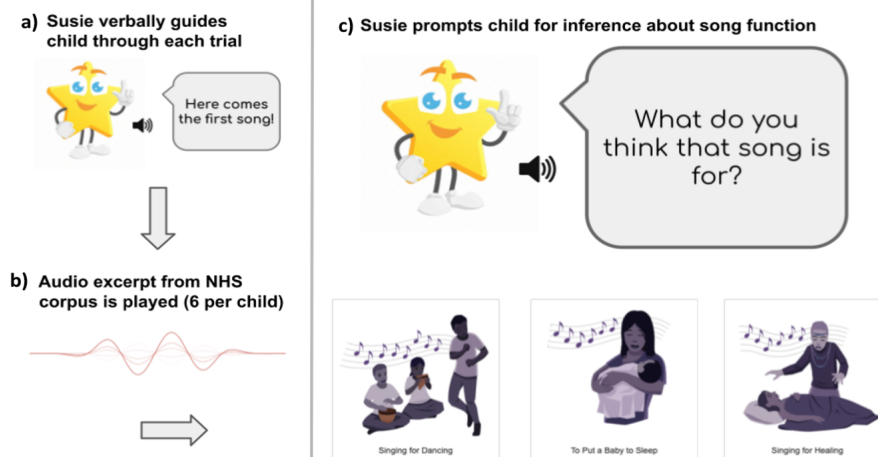 a) Susie verbally guides
child through each trial
Here comes
the first song!
b) Audio excerpt from NHS
corpus is played (6 per child)
c) Susie prompts child for inference about song function
What do you
think that song is
for?
Singing for Dancing
To Put a Baby to Sleep
Singing for Healing